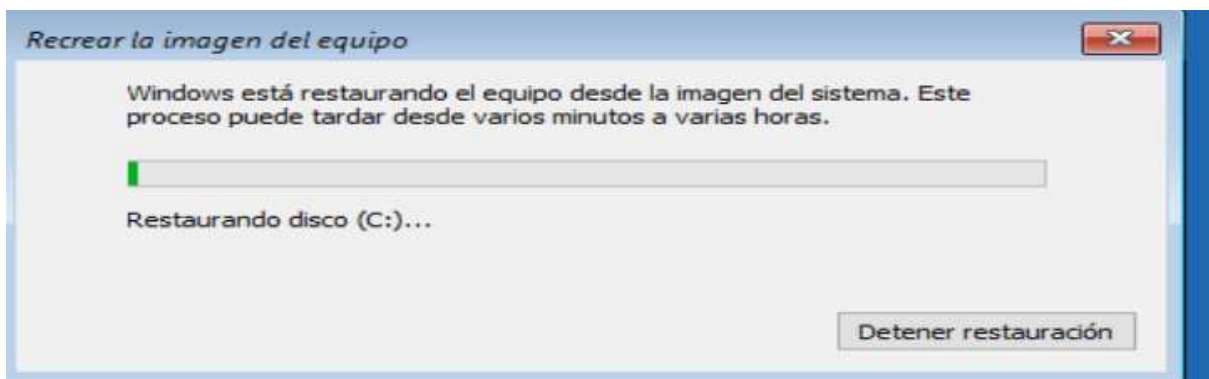 Recrear la imagen del equipo
Windows está restaurando el equipo desde la imagen del sistema. Este
proceso puede tardar desde varios minutos a varias horas.
Restaurando disco (C:)...
Detener restauración